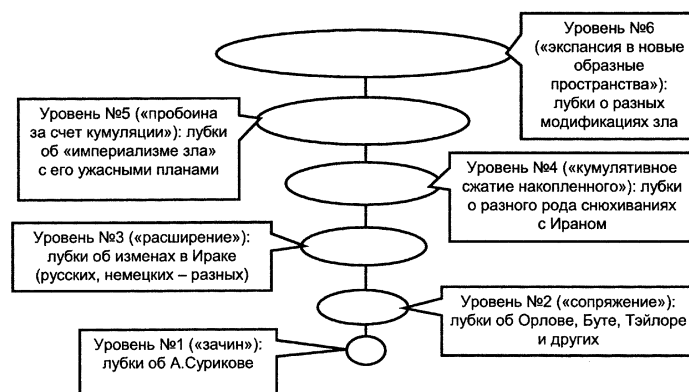 Уровень №6
(«экспансия в новые
образные
пространства»):
лубки о разных
модификациях зла
Уровень №5 («пробоина
за счет кумуляции»): лубки
об «империализме зла»
с его ужасными планами
Уровень №4 («кумулятивное
сжатие накопленного»): лубки
о разного рода снюхиваниях
с Ираном
Уровень №3 («расширение»):
лубки об изменах в Ираке
(русских, немецких – разных)
Уровень №2 («сопряжение»):
лубки об Орлове, Буте, Тэйлоре
и других
Уровень №1 («зачин»):
лубки об А.Сурикове